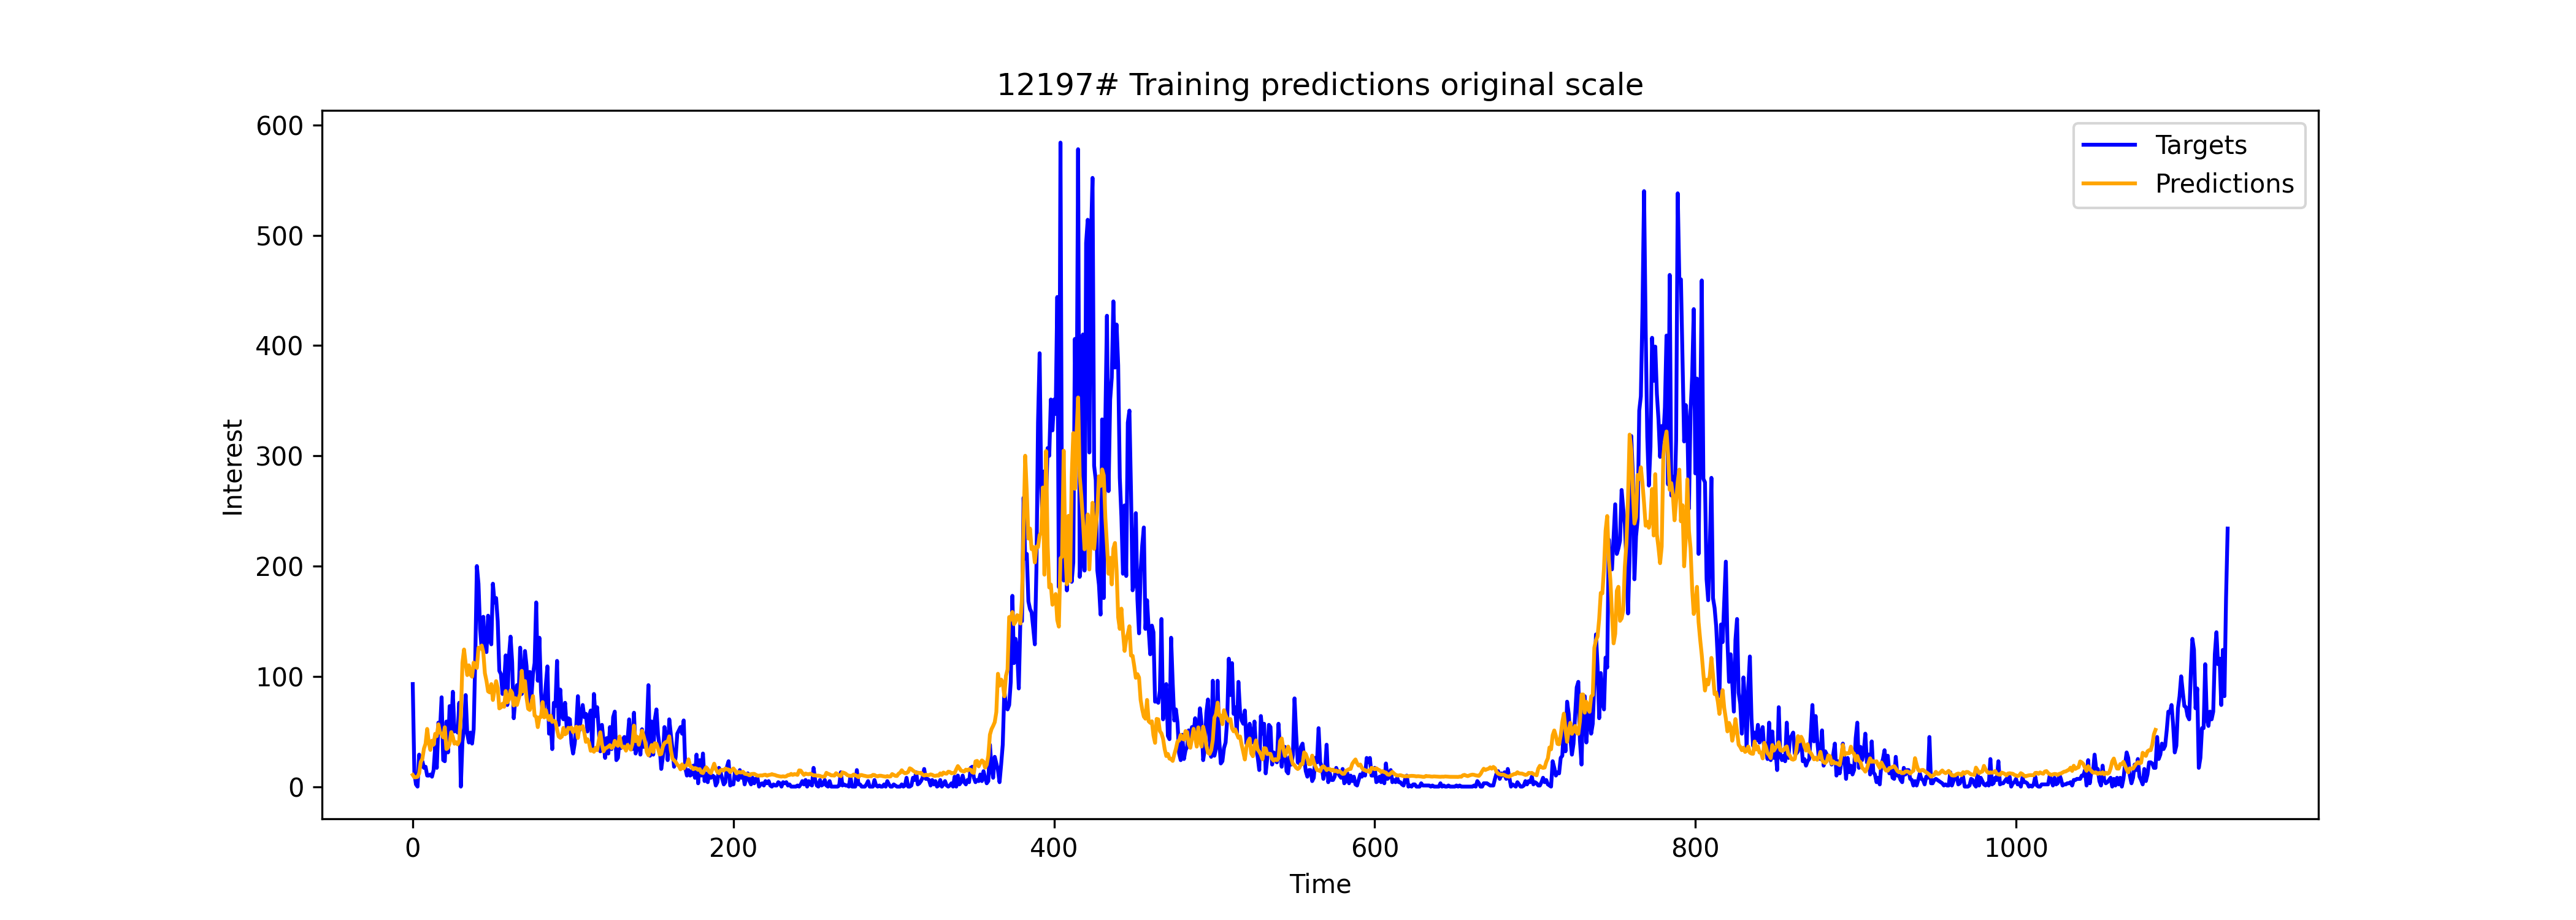 12197# Training predictions original scale
Targets
Predictions
600
500
400
300
200
100
0
Interest
0 200 400 600 800 1000
Time